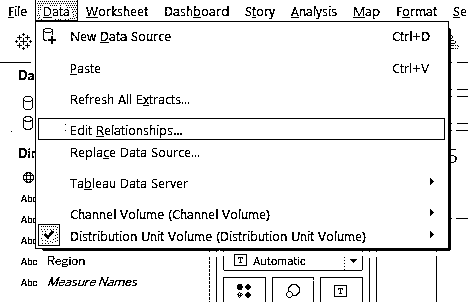 File Data Worksheet Dashboard Story Analysis Map Format Se
New Data Source Ctrl+D
Da
Paste Ctrl+V
Refresh All Extracts...
Edit Relationships...
Dir
Replace Data Source...
Tableau Data Server
Abc
Channel Volume (Channel Volume)
Abc
Distribution Unit Volume (Distribution Unit Volume)
Abc Region
Automatic
Abc Measure Names